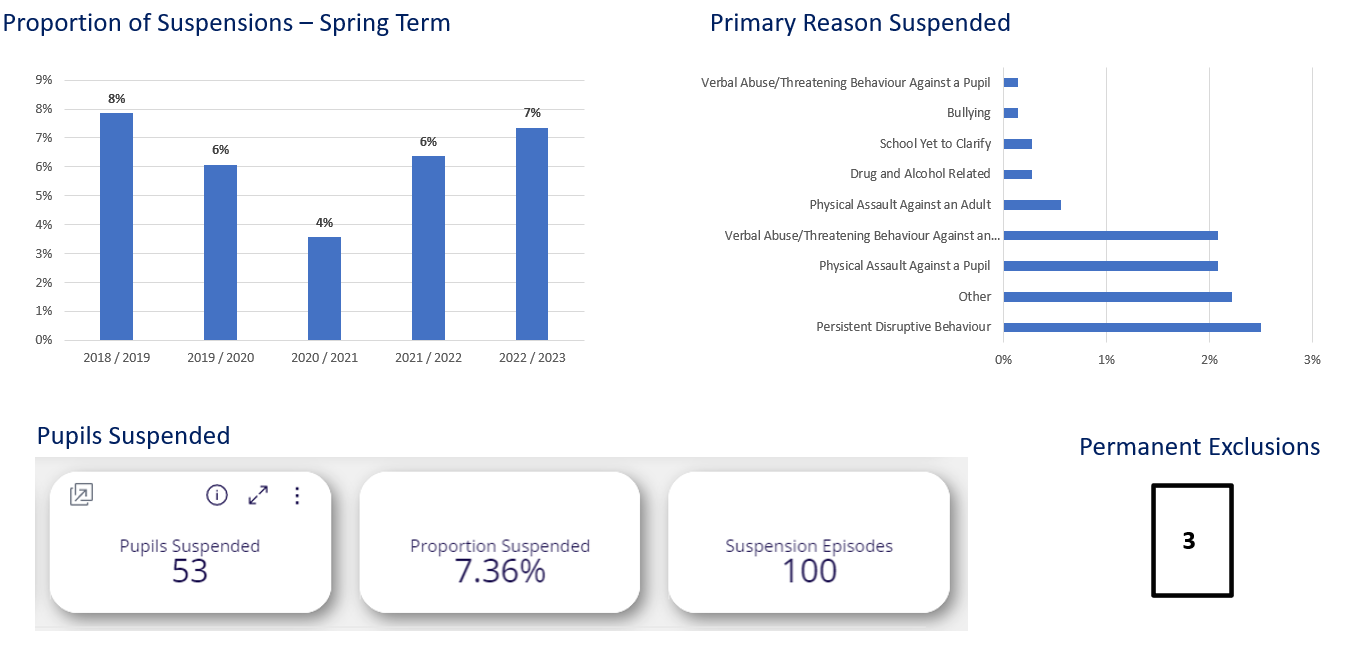 Proportion of Suspensions – Spring Term
9%
8%
7%
6%
5%
4%
3%
2%
1%
0%
8%
6%
4%
6%
7%
2018 / 2019
2019 / 2020
2020 / 2021
2021 / 2022
2022 / 2023
Primary Reason Suspended
Verbal Abuse/Threatening Behaviour Against a Pupil
Bullying
School Yet to Clarify
Drug and Alcohol Related
Physical Assault Against an Adult
Verbal Abuse/Threatening Behaviour Against an...
Physical Assault Against a Pupil
Other
Persistent Disruptive Behaviour
0%
1%
2%
3%
Pupils Suspended
Pupils Suspended
53
Proportion Suspended
7.36%
Suspension Episodes
100
Permanent Exclusions
3